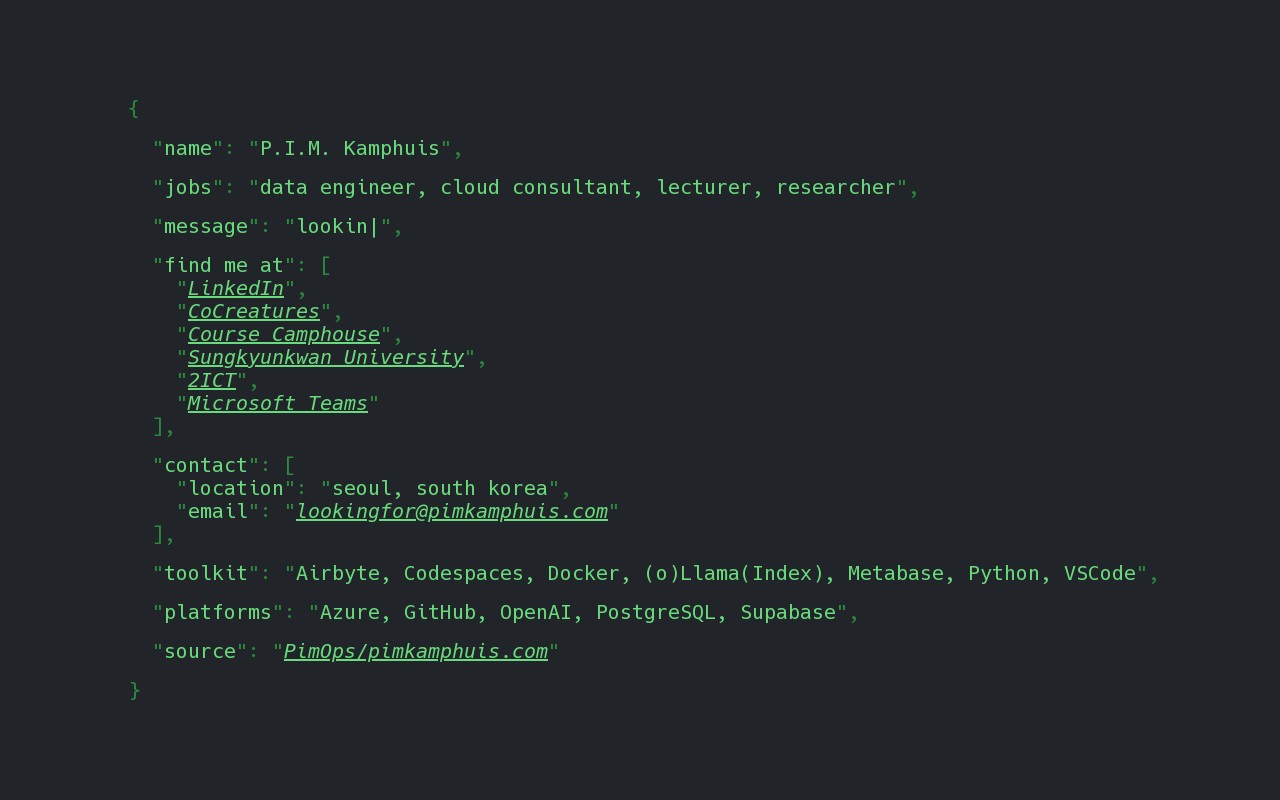 {
"name": "P.I.M. Kamphuis",
"jobs": "data engineer, cloud consultant, lecturer, researcher",
"message": "lookin|",
"find me at": [
"LinkedIn",
"CoCreatures",
"Course Camphouse",
"Sungkyunkwan University",
"2ICT",
"Microsoft Teams"
],
"contact": [
"location": "seoul, south korea",
"email": "lookingfor@pimkamphuis.com"
],
"toolkit": "Airbyte, Codespaces, Docker, (o)Llama(Index), Metabase, Python, VSCode",
"platforms": "Azure, GitHub, OpenAI, PostgreSQL, Supabase",
"source": "PimOps/pimkamphuis.com"
}